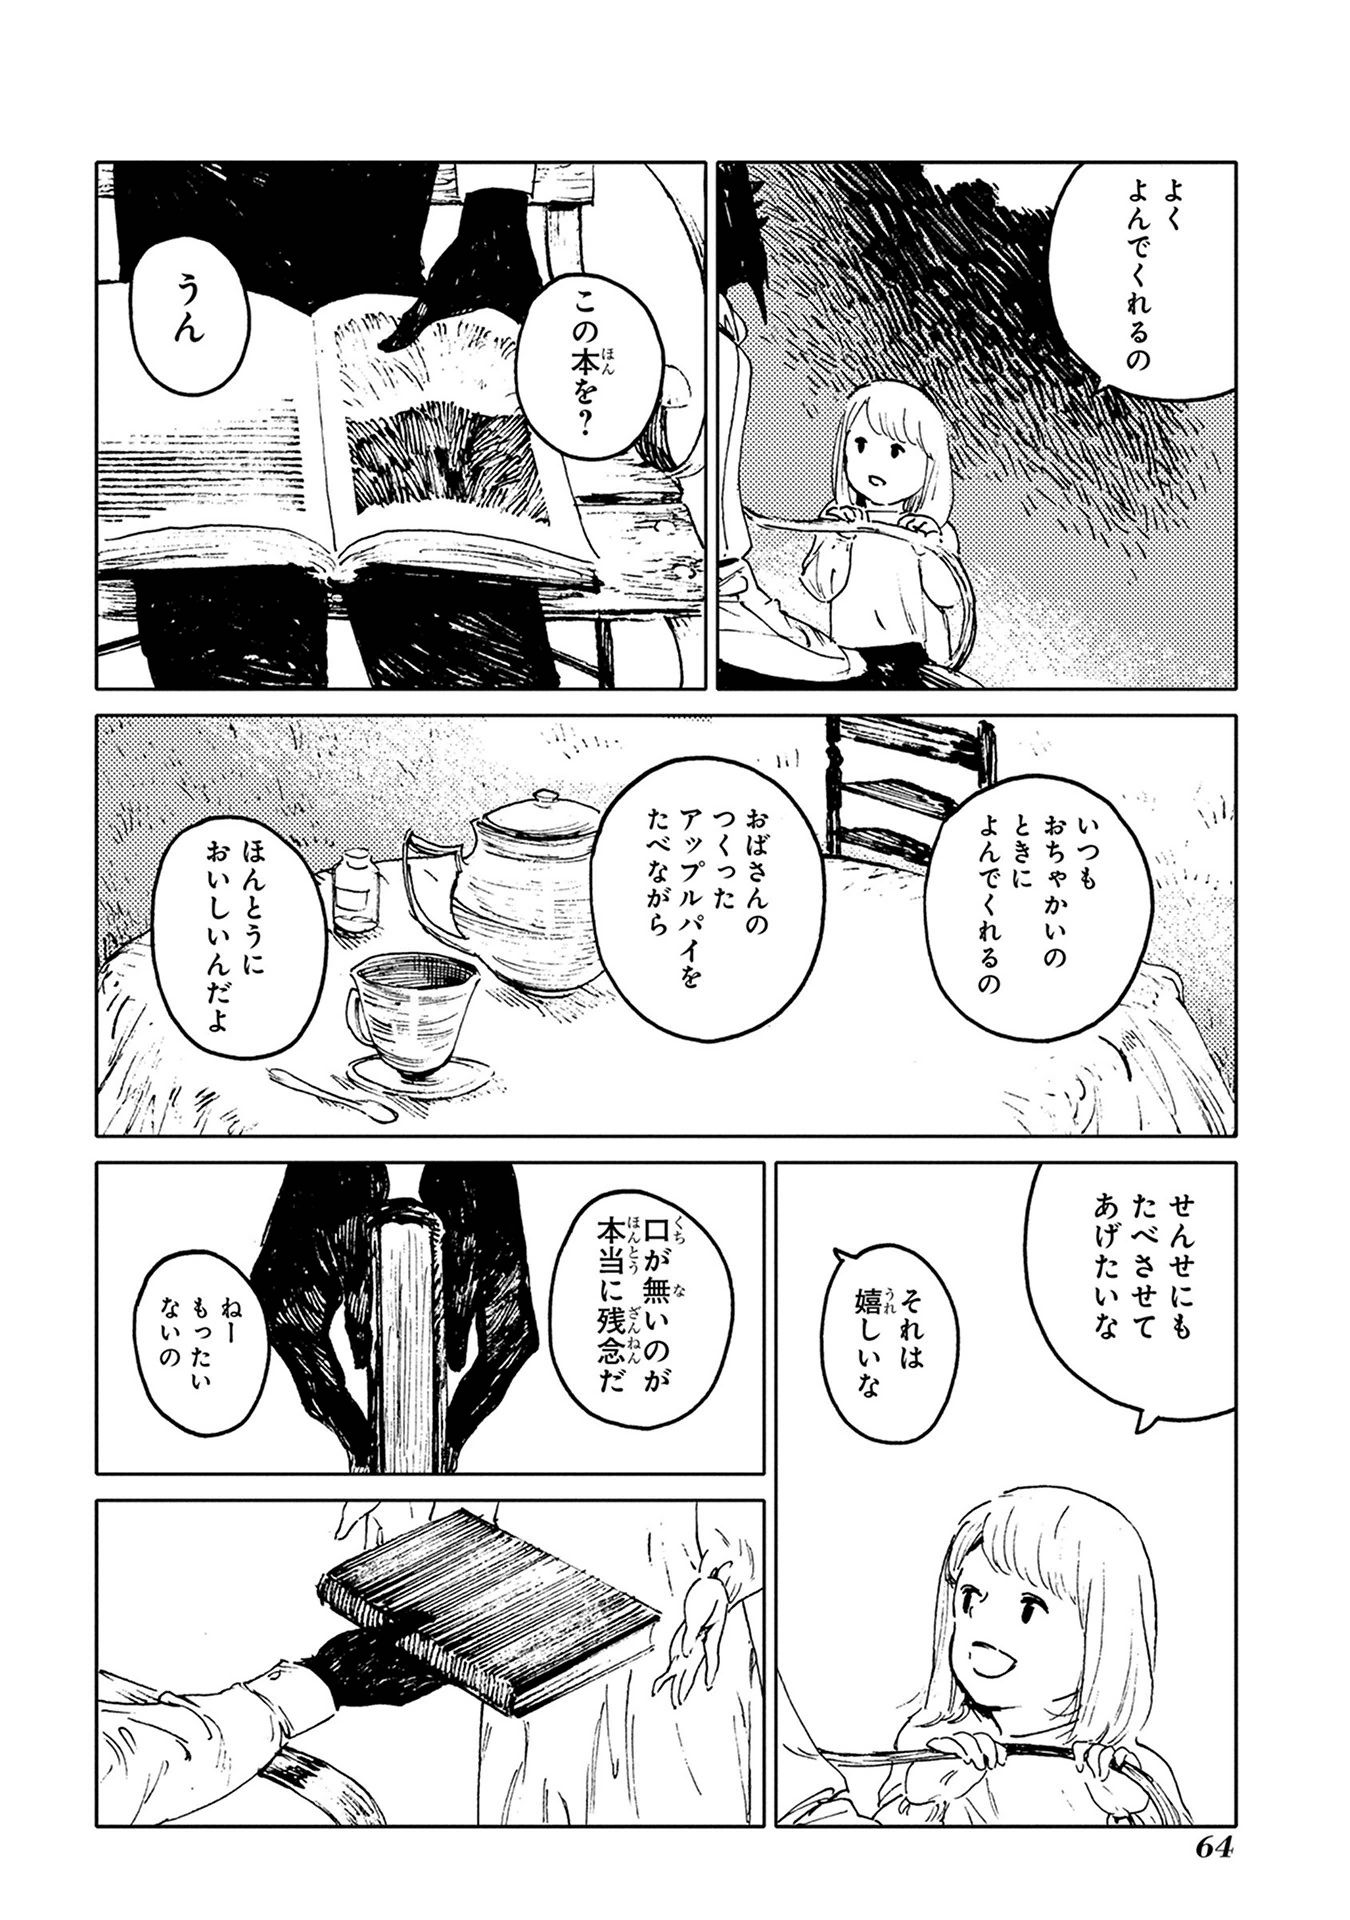 よく
よんでくれるの
この本を？
うん
いつも
おちゃかいの
ときに
よんでくれるの
おばさんの
つくった
アップルパイを
たべながら
ほんとうに
おいしいんだよ
せんせにも
たべさせて
あげたいな
それは
嬉しいな
口が無いのが
本当に残念だ
ねー
もったい
ないの
64